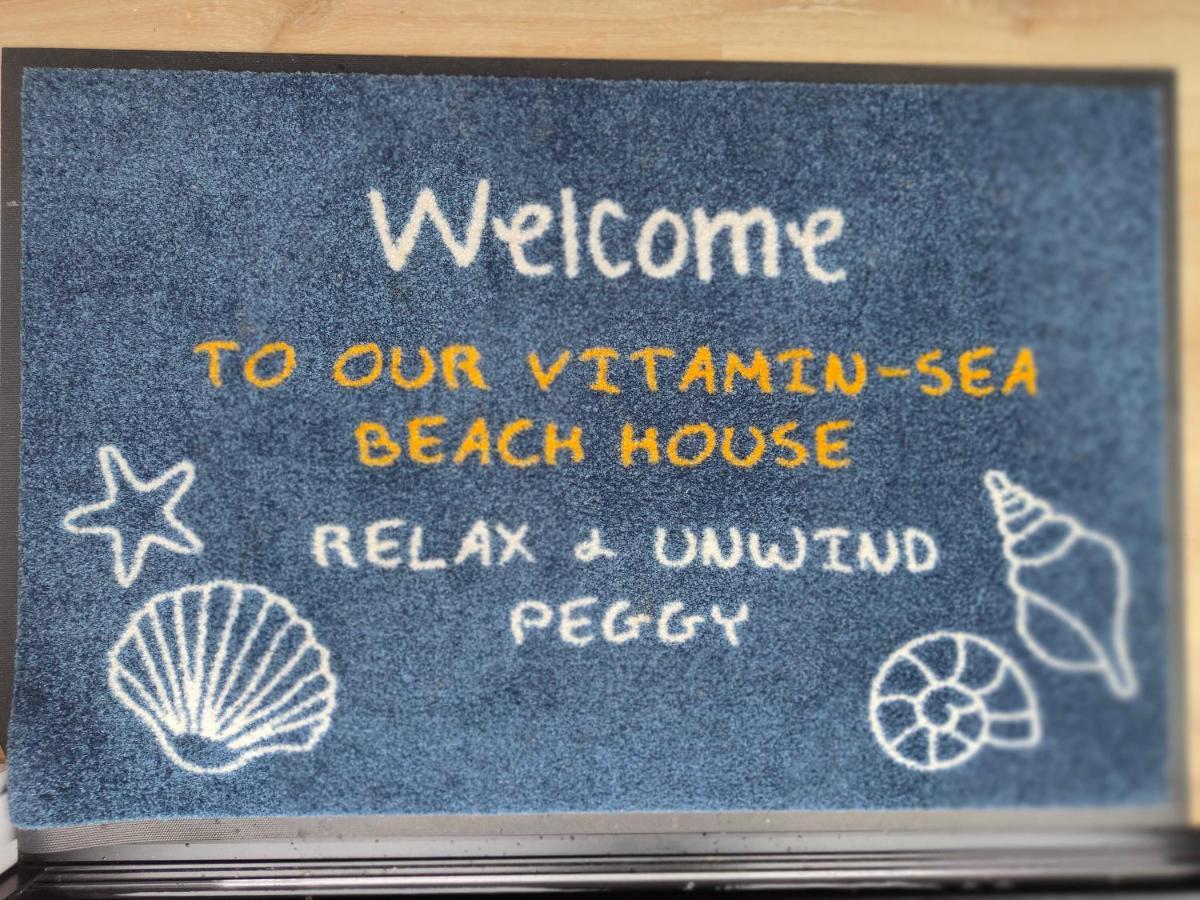 Welcome
TO OUR VITAMIN-SEA
BEACH HOUSE
RELAX & UNWIND
PEGGY